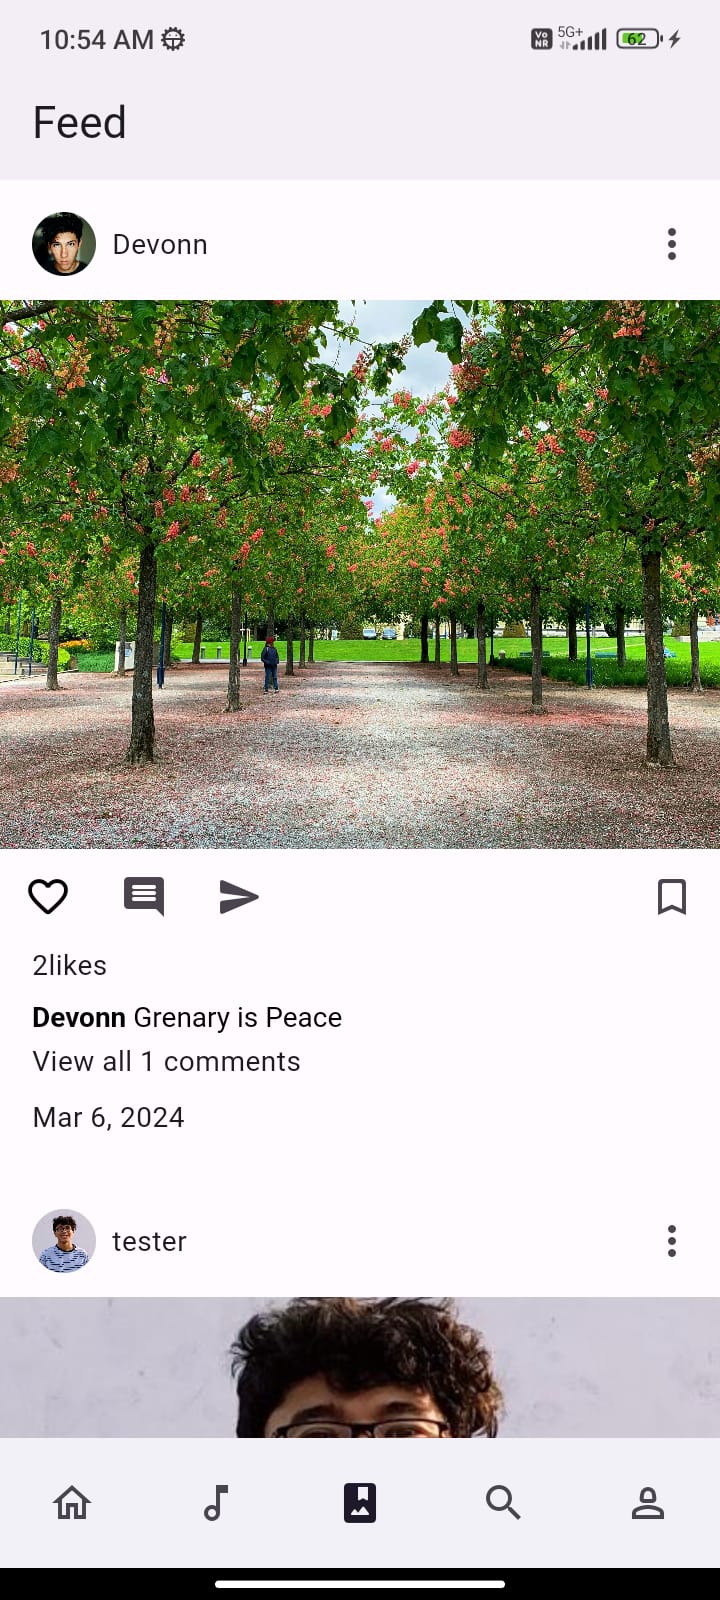 10:54 AM
Vo NR 5G+ 62
Feed
Devonn
2likes
Devonn Grenary is Peace
View all 1 comments
Mar 6, 2024
tester